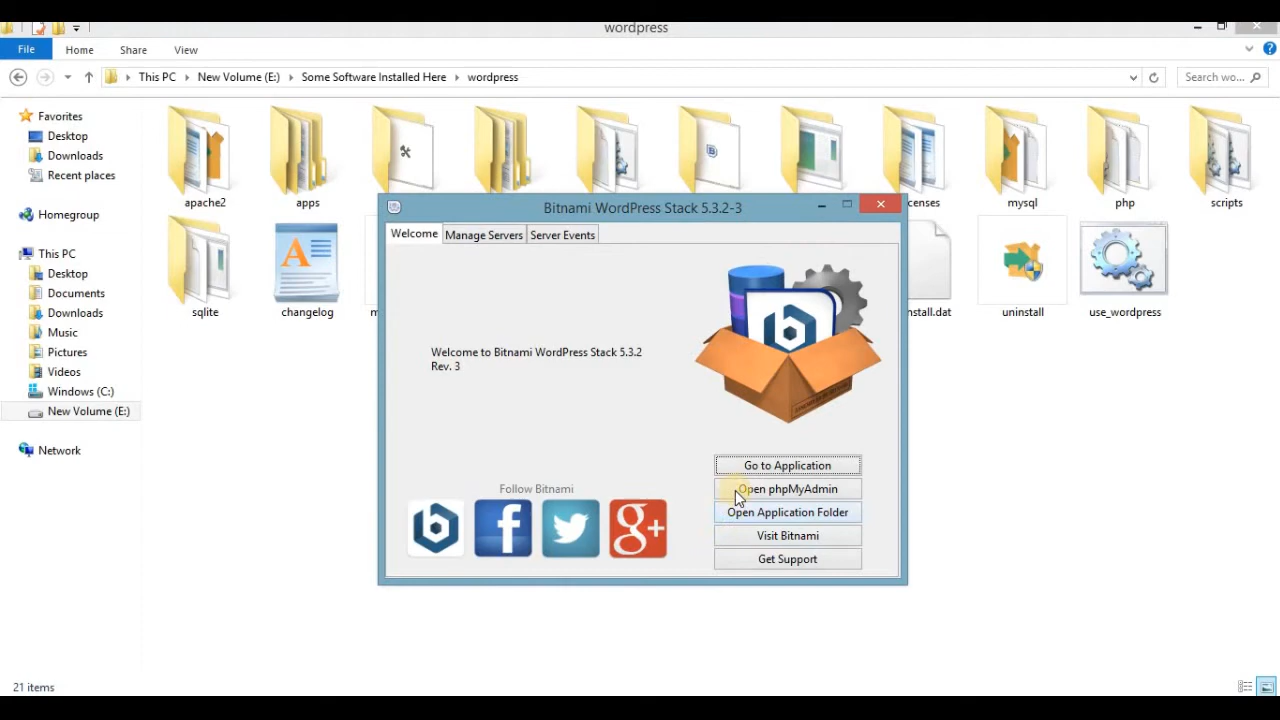 wordpress
File Home Share View
This PC New Volume (E:) Some Software Installed Here wordpress
Search wo...
Favorites
Desktop
Downloads
Recent places
Homegroup
This PC
Desktop
Documents
Downloads
Music
Pictures
Videos
Windows (C:)
New Volume (E:)
Network
apache2 apps mysql php scripts
sqlite changelog uninstall use_wordpress
Bitnami WordPress Stack 5.3.2-3
Welcome Manage Servers Server Events
Welcome to Bitnami WordPress Stack 5.3.2
Rev. 3
Follow Bitnami
Go to Application
Open phpMyAdmin
Open Application Folder
Visit Bitnami
Get Support
21 items